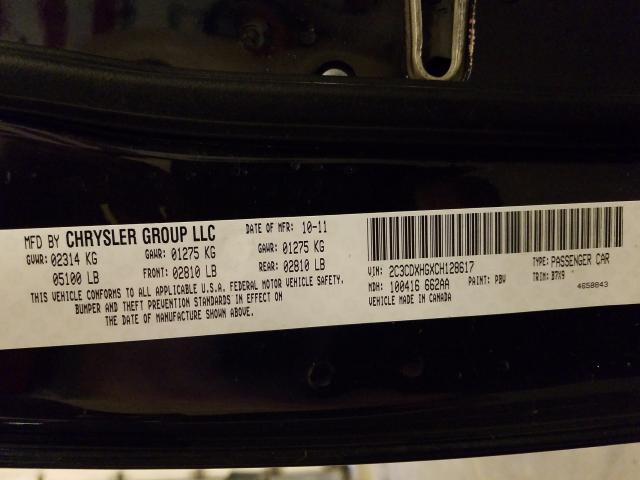 MFD BY CHRYSLER GROUP LLC DATE OF MFR: 10-11
GVWR: 02314 KG GAWR: 01275 KG GAWR: 01275 KG
05100 LB FRONT: 02810 LB REAR: 02810 LB
THIS VEHICLE CONFORMS TO ALL APPLICABLE U.S.A. FEDERAL MOTOR VEHICLE SAFETY,
BUMPER AND THEFT PREVENTION STANDARDS IN EFFECT ON
THE DATE OF MANUFACTURE SHOWN ABOVE.
VIN: 2C3CDXHGXCH128617 TYPE: PASSENGER CAR
MDH: 100416 662AA PAINT: PBV TRIM: B7X9
VEHICLE MADE IN CANADA 4658843